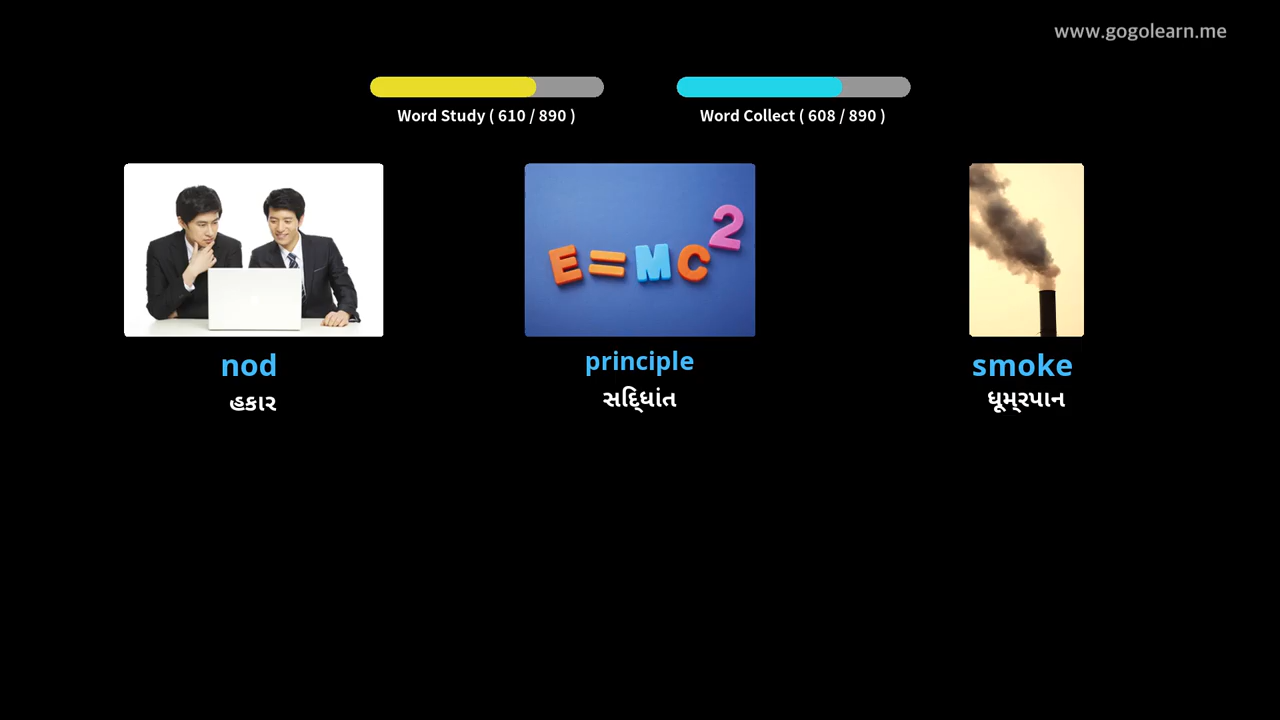 www.gogolearn.me
Word Study ( 610 / 890 )
Word Collect ( 608 / 890 )
E=MC2
nod
principle
smoke
હકાર
સદ્ધિાંત
ધૂમ્રપાન